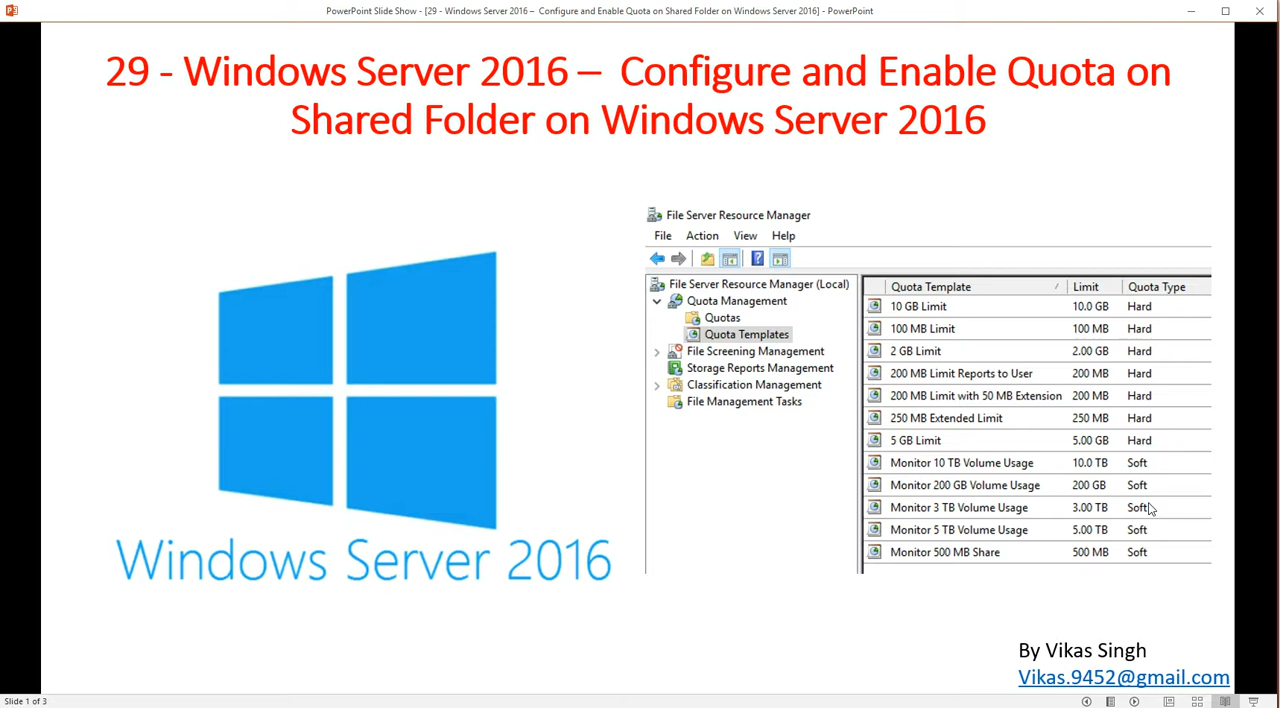 PowerPoint Slide Show - [29 - Windows Server 2016 – Configure and Enable Quota on Shared Folder on Windows Server 2016] - PowerPoint
29 - Windows Server 2016 – Configure and Enable Quota on
Shared Folder on Windows Server 2016
Windows Server 2016
File Server Resource Manager
File Action View Help
File Server Resource Manager (Local)
Quota Management
Quotas
Quota Templates
File Screening Management
Storage Reports Management
Classification Management
File Management Tasks
Quota Template Limit Quota Type
10 GB Limit 10.0 GB Hard
100 MB Limit 100 MB Hard
2 GB Limit 2.00 GB Hard
200 MB Limit Reports to User 200 MB Hard
200 MB Limit with 50 MB Extension 200 MB Hard
250 MB Extended Limit 250 MB Hard
5 GB Limit 5.00 GB Hard
Monitor 10 TB Volume Usage 10.0 TB Soft
Monitor 200 GB Volume Usage 200 GB Soft
Monitor 3 TB Volume Usage 3.00 TB Soft
Monitor 5 TB Volume Usage 5.00 TB Soft
Monitor 500 MB Share 500 MB Soft
By Vikas Singh
Vikas.9452@gmail.com
Slide 1 of 3